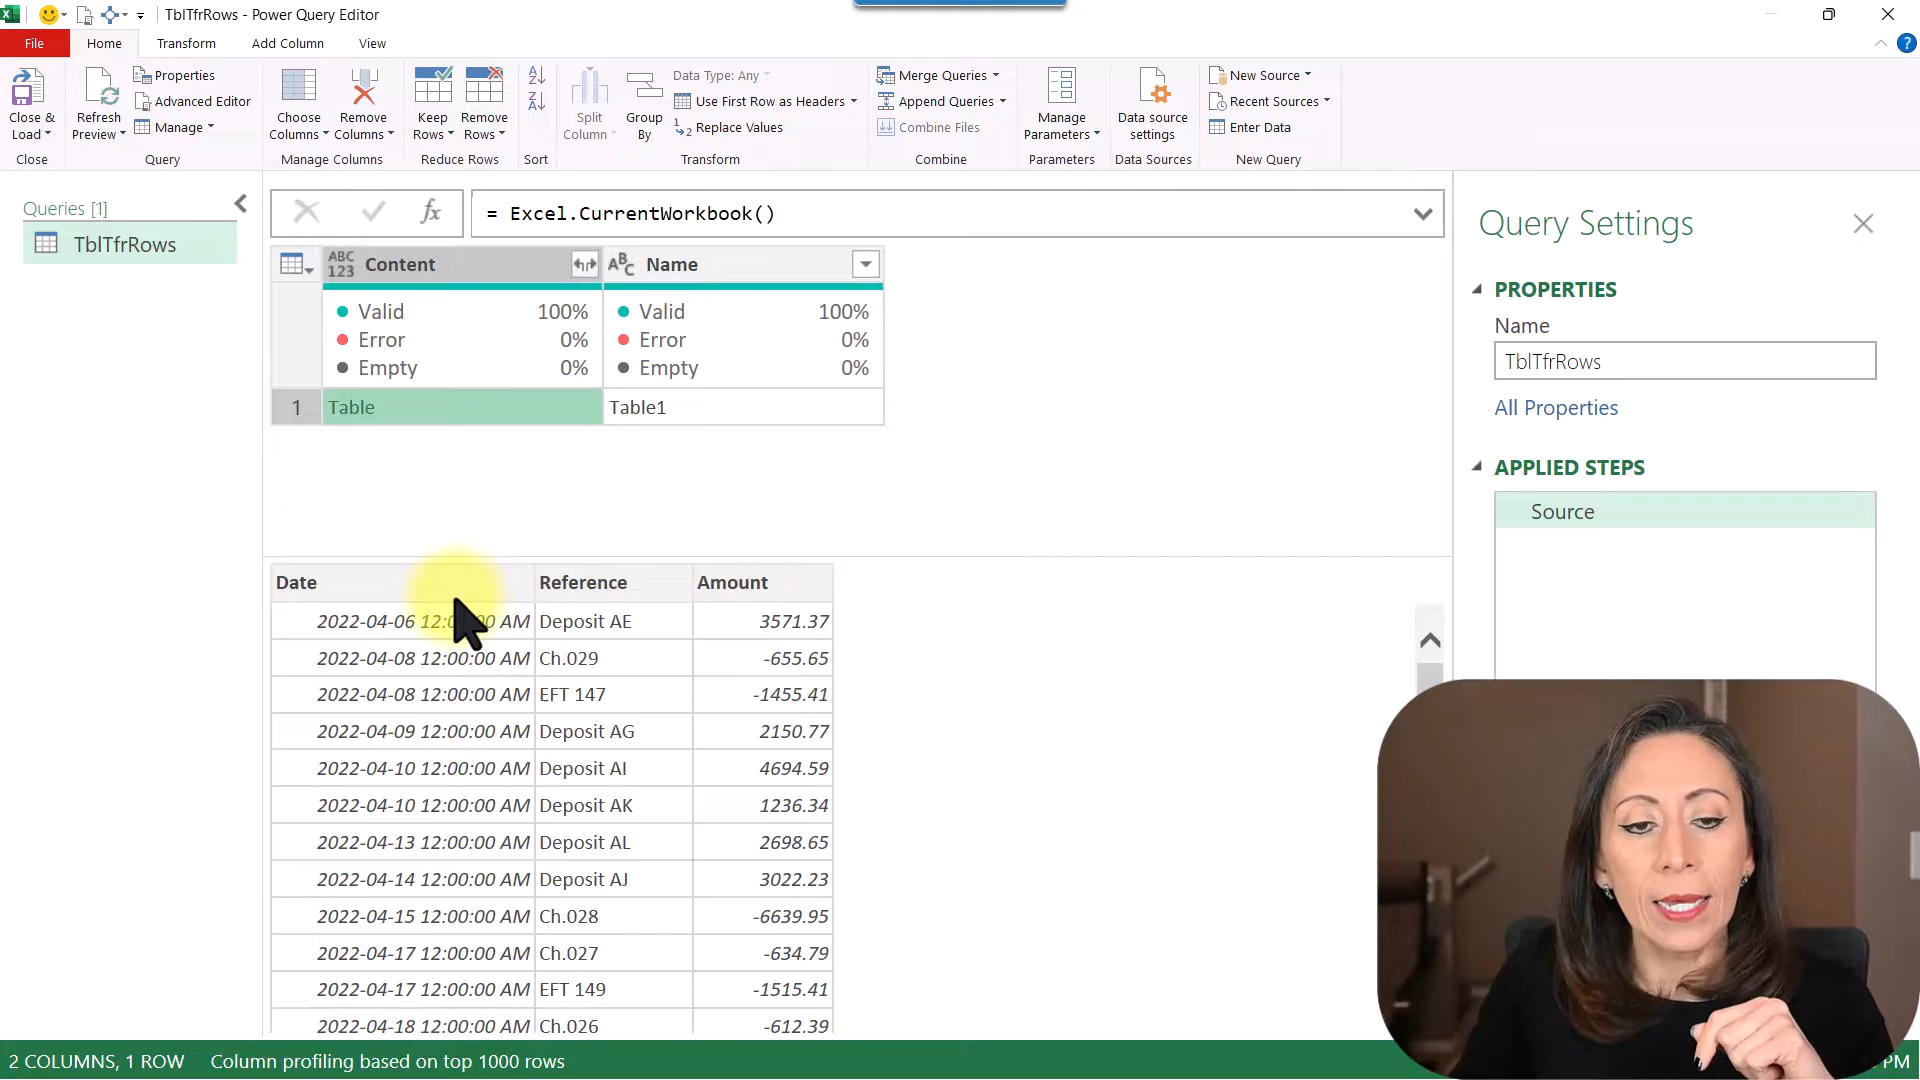 TblTfrRows - Power Query Editor
File
Home
Transform
Add Column
View
Close &
Load
Close
Refresh
Preview
Properties
Advanced Editor
Manage
Query
Choose
Columns
Remove
Columns
Manage Columns
Keep
Rows
Remove
Rows
Reduce Rows
Sort
Split
Column
Group
By
Data Type: Any
Use First Row as Headers
Replace Values
Transform
Merge Queries
Append Queries
Combine Files
Combine
Manage
Parameters
Parameters
Data source
settings
Data Sources
New Source
Recent Sources
Enter Data
New Query
Queries [1]
TblTfrRows
fx
= Excel.CurrentWorkbook()
ABC 123 Content
ABC Name
Valid 100% Valid 100%
Error 0% Error 0%
Empty 0% Empty 0%
1 Table Table1
Date Reference Amount
2022-04-06 12:00:00 AM Deposit AE 3571.37
2022-04-08 12:00:00 AM Ch.029 -655.65
2022-04-08 12:00:00 AM EFT 147 -1455.41
2022-04-09 12:00:00 AM Deposit AG 2150.77
2022-04-10 12:00:00 AM Deposit AI 4694.59
2022-04-10 12:00:00 AM Deposit AK 1236.34
2022-04-13 12:00:00 AM Deposit AL 2698.65
2022-04-14 12:00:00 AM Deposit AJ 3022.23
2022-04-15 12:00:00 AM Ch.028 -6639.95
2022-04-17 12:00:00 AM Ch.027 -634.79
2022-04-17 12:00:00 AM EFT 149 -1515.41
2022-04-18 12:00:00 AM Ch.026 -612.39
Query Settings
PROPERTIES
Name
TblTfrRows
All Properties
APPLIED STEPS
Source
2 COLUMNS, 1 ROW
Column profiling based on top 1000 rows
PM